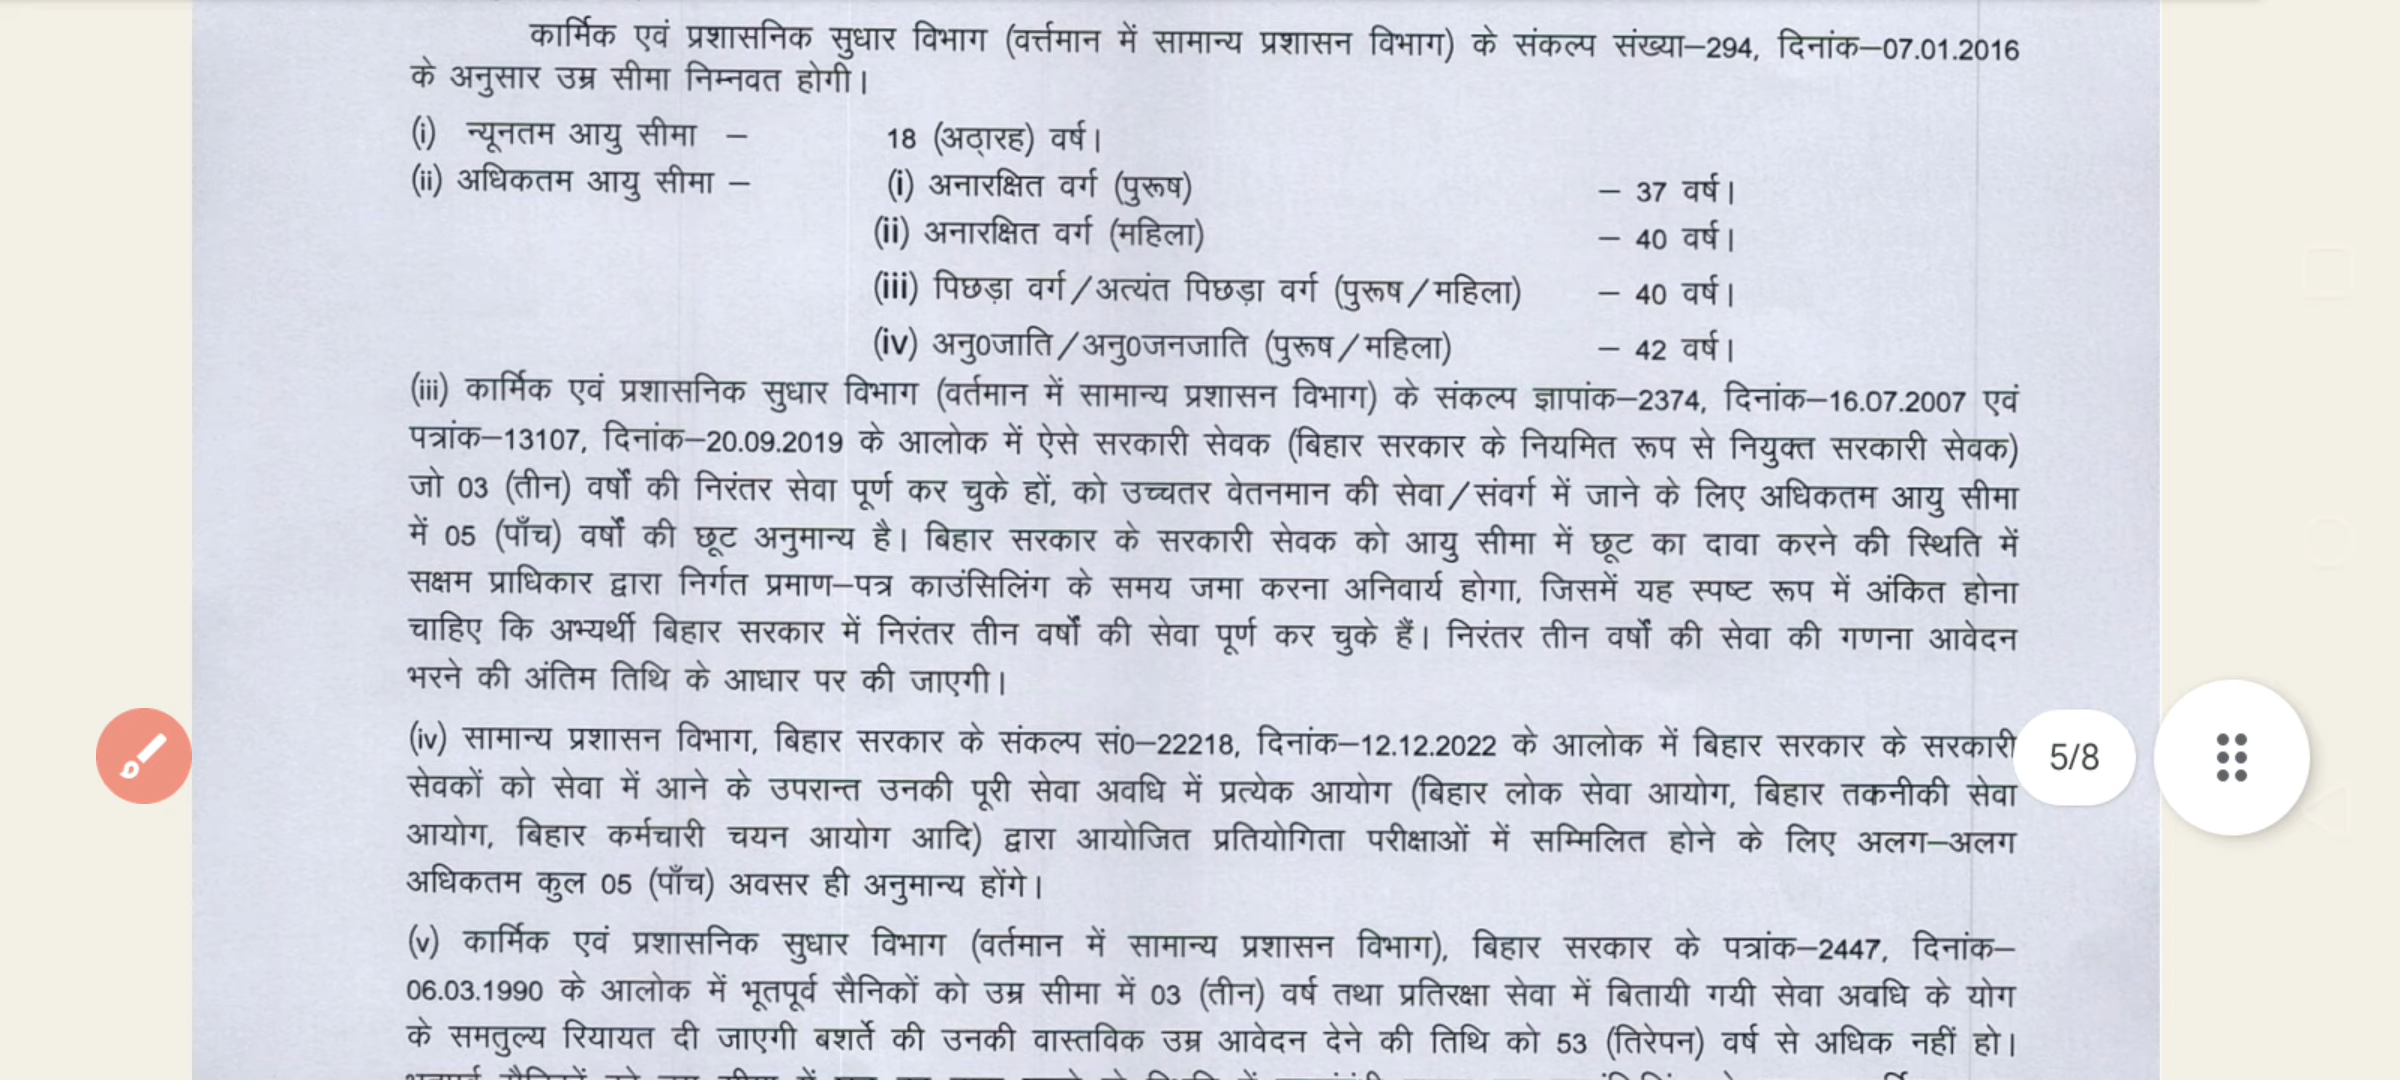 कार्मिक एवं प्रशासनिक सुधार विभाग (वर्त्तमान में सामान्य प्रशासन विभाग) के संकल्प संख्या–294, दिनांक–07.01.2016
के अनुसार उम्र सीमा निम्नवत होगी।
(i) न्यूनतम आयु सीमा – 18 (अठ्ारह) वर्ष।
(ii) अधिकतम आयु सीमा – (i) अनारक्षित वर्ग (पुरूष) – 37 वर्ष।
(ii) अनारक्षित वर्ग (महिला) – 40 वर्ष।
(iii) पिछड़ा वर्ग/अत्यंत पिछड़ा वर्ग (पुरूष/महिला) – 40 वर्ष।
(iv) अनु0जाति/अनु0जनजाति (पुरूष/महिला) – 42 वर्ष।
(iii) कार्मिक एवं प्रशासनिक सुधार विभाग (वर्तमान में सामान्य प्रशासन विभाग) के संकल्प ज्ञापांक–2374, दिनांक–16.07.2007 एवं
पत्रांक–13107, दिनांक–20.09.2019 के आलोक में ऐसे सरकारी सेवक (बिहार सरकार के नियमित रूप से नियुक्त सरकारी सेवक)
जो 03 (तीन) वर्षों की निरंतर सेवा पूर्ण कर चुके हों, को उच्चतर वेतनमान की सेवा/संवर्ग में जाने के लिए अधिकतम आयु सीमा
में 05 (पाँच) वर्षों की छूट अनुमान्य है। बिहार सरकार के सरकारी सेवक को आयु सीमा में छूट का दावा करने की स्थिति में
सक्षम प्राधिकार द्वारा निर्गत प्रमाण–पत्र काउंसिलिंग के समय जमा करना अनिवार्य होगा, जिसमें यह स्पष्ट रूप में अंकित होना
चाहिए कि अभ्यर्थी बिहार सरकार में निरंतर तीन वर्षों की सेवा पूर्ण कर चुके हैं। निरंतर तीन वर्षों की सेवा की गणना आवेदन
भरने की अंतिम तिथि के आधार पर की जाएगी।
(iv) सामान्य प्रशासन विभाग, बिहार सरकार के संकल्प सं0–22218, दिनांक–12.12.2022 के आलोक में बिहार सरकार के सरकारी
5/8
सेवकों को सेवा में आने के उपरान्त उनकी पूरी सेवा अवधि में प्रत्येक आयोग (बिहार लोक सेवा आयोग, बिहार तकनीकी सेवा
आयोग, बिहार कर्मचारी चयन आयोग आदि) द्वारा आयोजित प्रतियोगिता परीक्षाओं में सम्मिलित होने के लिए अलग–अलग
अधिकतम कुल 05 (पाँच) अवसर ही अनुमान्य होंगे।
(v) कार्मिक एवं प्रशासनिक सुधार विभाग (वर्तमान में सामान्य प्रशासन विभाग), बिहार सरकार के पत्रांक–2447, दिनांक–
06.03.1990 के आलोक में भूतपूर्व सैनिकों को उम्र सीमा में 03 (तीन) वर्ष तथा प्रतिरक्षा सेवा में बितायी गयी सेवा अवधि के योग
के समतुल्य रियायत दी जाएगी बशर्ते की उनकी वास्तविक उम्र आवेदन देने की तिथि को 53 (तिरेपन) वर्ष से अधिक नहीं हो।